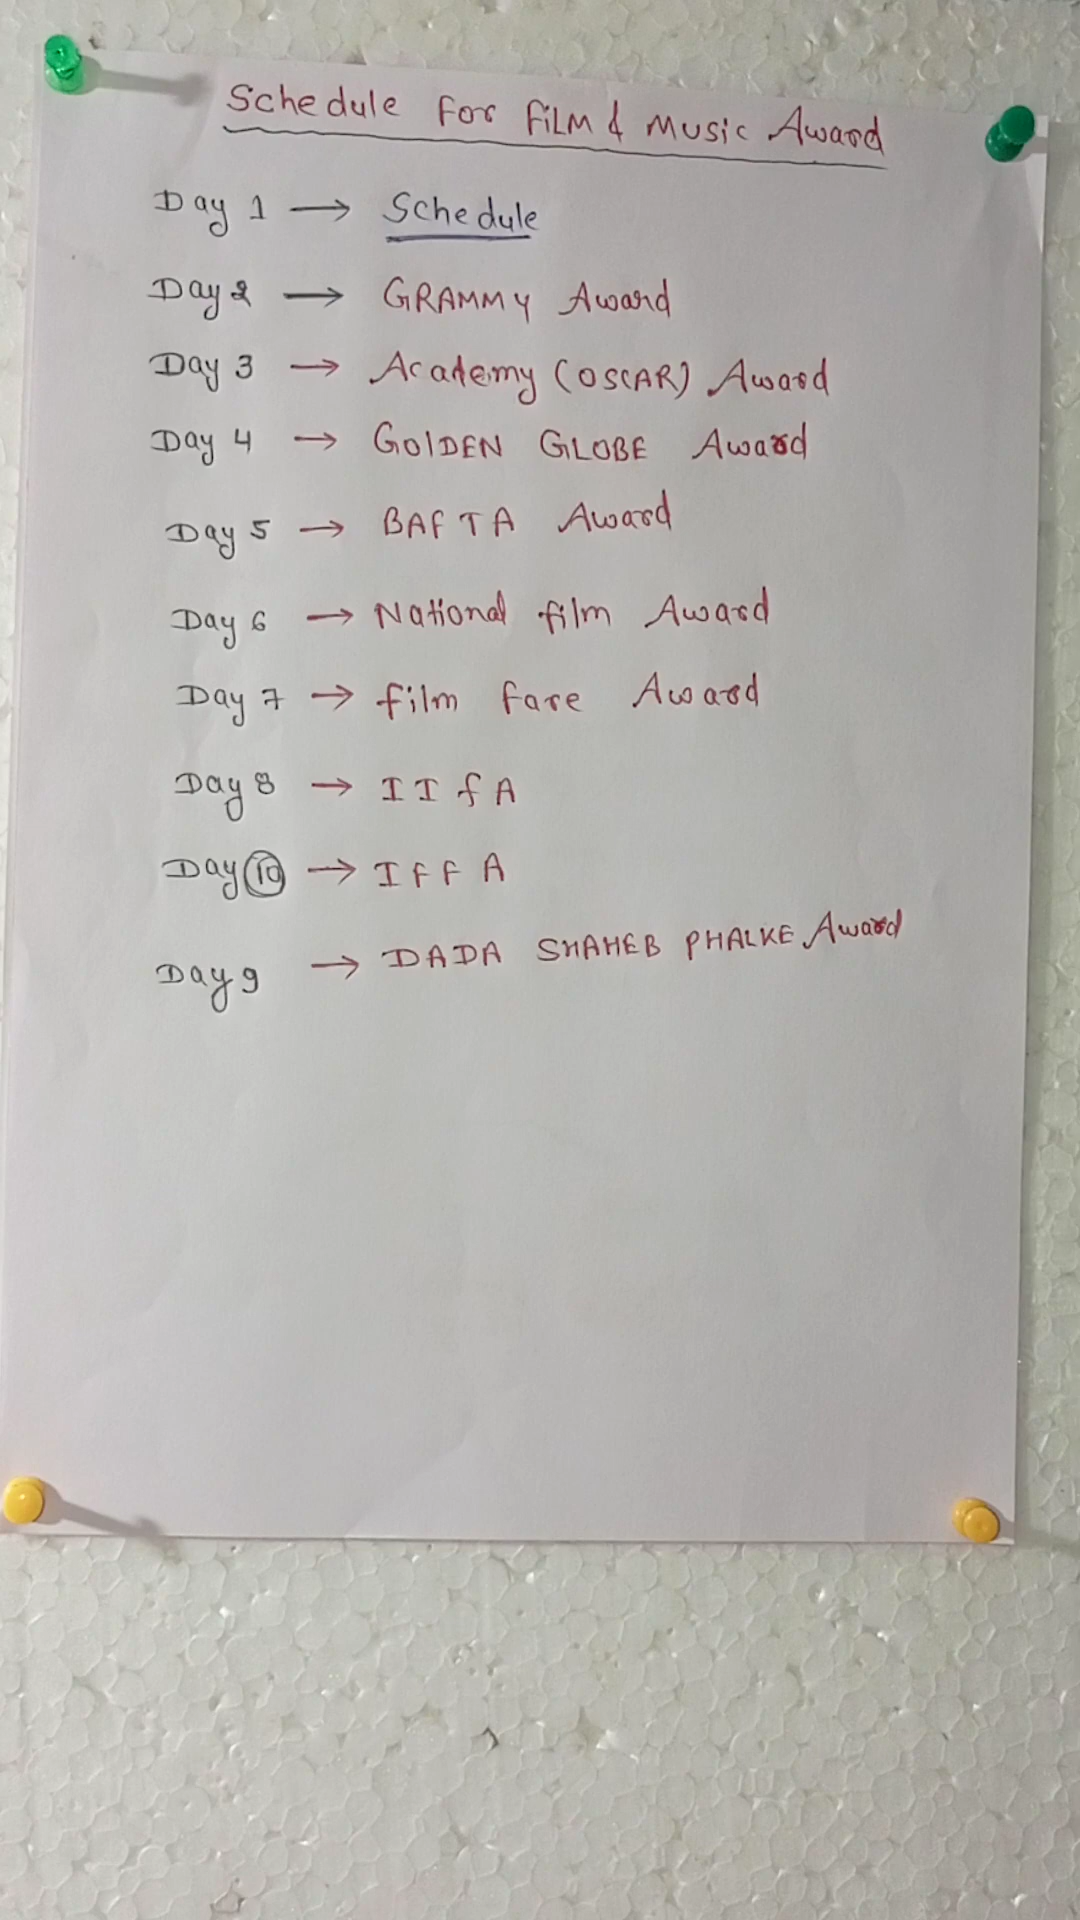 Schedule For FiLM & MUSIC Award
Day 1 → Schedule
Day 2 → GRAMMY Award
Day 3 → Academy (OSCAR) Award
Day 4 → GOlDEN GLOBE Award
Day 5 → BAFTA Award
Day 6 → National film Award
Day 7 → film fare Award
Day 8 → IIfA
Day 10 → IFFA
Day 9 → DADA SHAHEB PHALKE Award